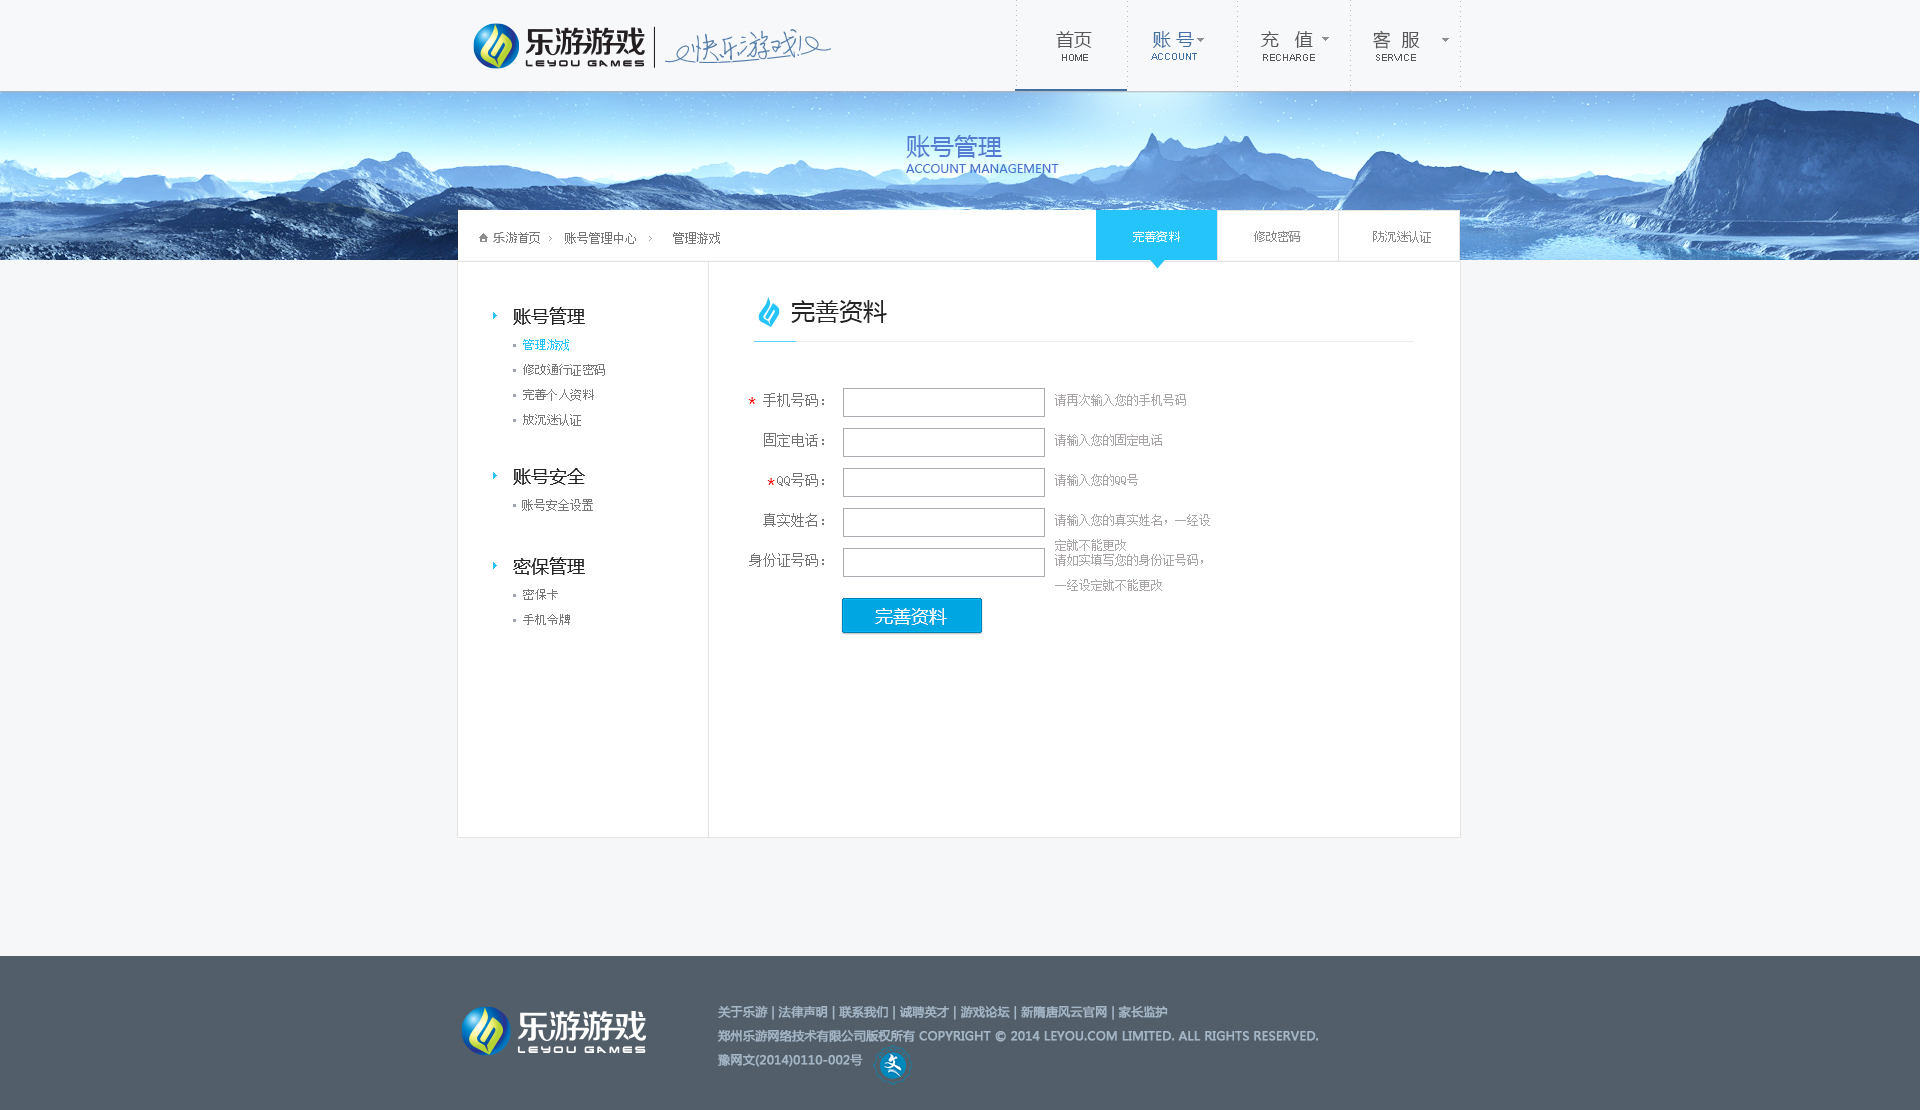 乐游游戏
LEYOU GAMES
快乐游戏!
首页
HOME
账 号
ACCOUNT
充 值
RECHARGE
客 服
SERVICE
账号管理
ACCOUNT MANAGEMENT
乐游首页 > 账号管理中心 > 管理游戏
完善资料
修改密码
防沉迷认证
账号管理
管理游戏
修改通行证密码
完善个人资料
放沉迷认证
账号安全
账号安全设置
密保管理
密保卡
手机令牌
完善资料
* 手机号码： 请再次输入您的手机号码
固定电话： 请输入您的固定电话
*QQ号码： 请输入您的QQ号
真实姓名： 请输入您的真实姓名，一经设
定就不能更改
身份证号码： 请如实填写您的身份证号码，
一经设定就不能更改
完善资料
乐游游戏
LEYOU GAMES
关于乐游 | 法律声明 | 联系我们 | 诚聘英才 | 游戏论坛 | 新隋唐风云官网 | 家长监护
郑州乐游网络技术有限公司版权所有 COPYRIGHT © 2014 LEYOU.COM LIMITED. ALL RIGHTS RESERVED.
豫网文(2014)0110-002号